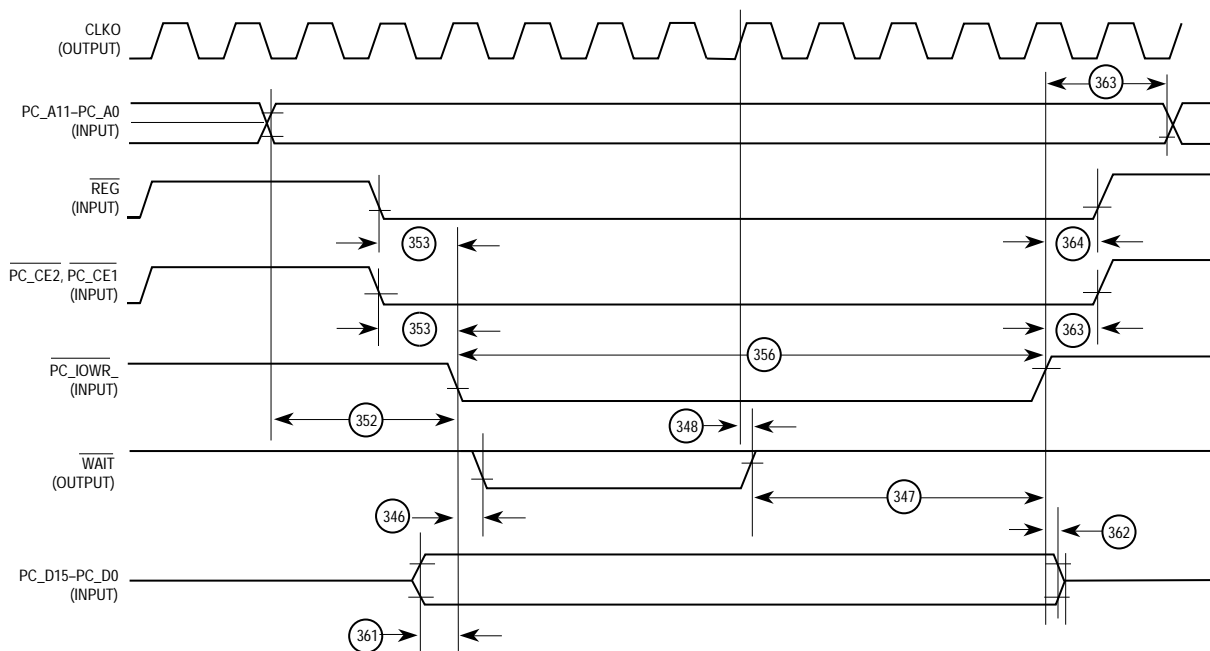 CLKO
(OUTPUT)
363
PC_A11–PC_A0
(INPUT)
REG
(INPUT)
353
364
PC_CE2, PC_CE1
(INPUT)
353
363
356
PC_IOWR_
(INPUT)
352
348
WAIT
(OUTPUT)
347
346
362
PC_D15–PC_D0
(INPUT)
361